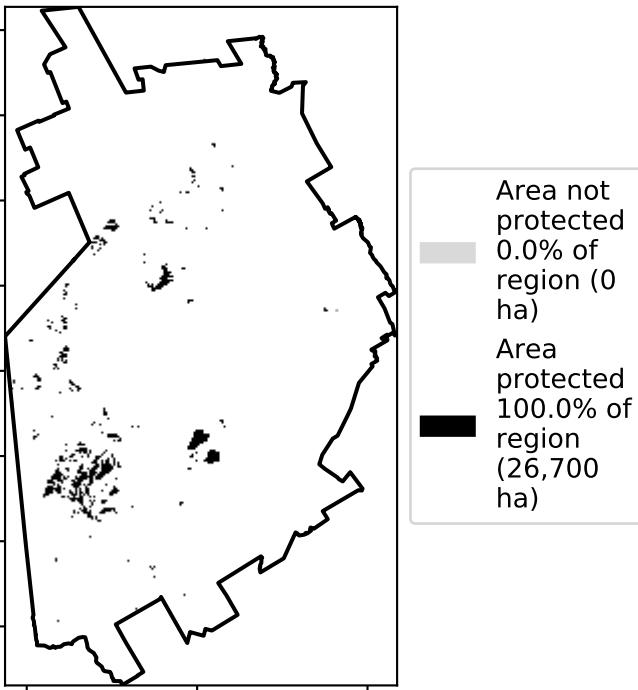 Area not
protected
0.0% of
region (0
ha)
Area
protected
100.0% of
region
(26,700
ha)